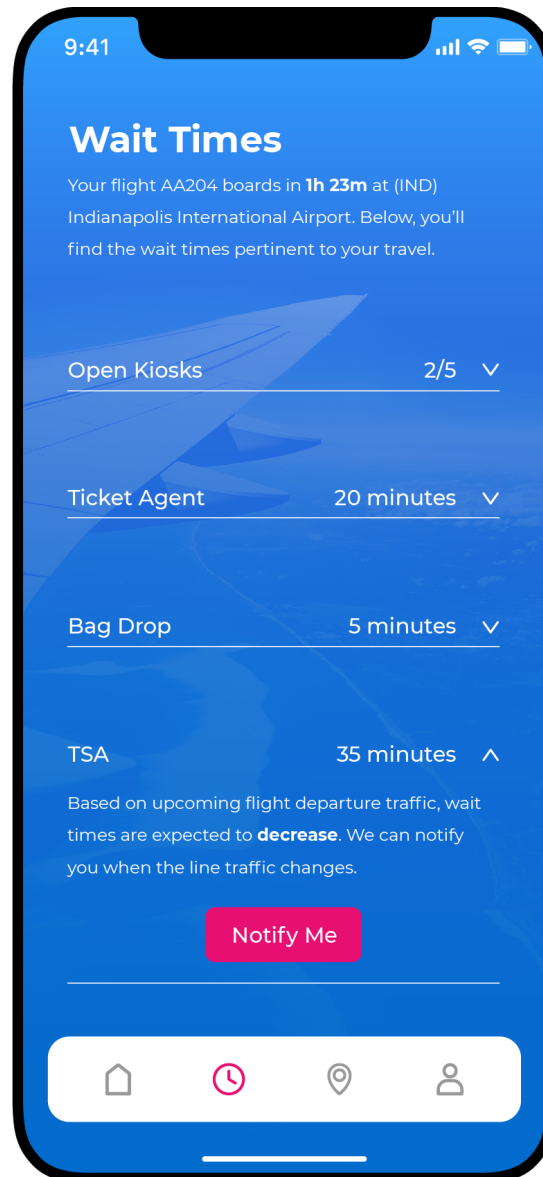 9:41
Wait Times
Your flight AA204 boards in 1h 23m at (IND)
Indianapolis International Airport. Below, you’ll
find the wait times pertinent to your travel.
Open Kiosks 2/5
Ticket Agent 20 minutes
Bag Drop 5 minutes
TSA 35 minutes
Based on upcoming flight departure traffic, wait
times are expected to decrease. We can notify
you when the line traffic changes.
Notify Me